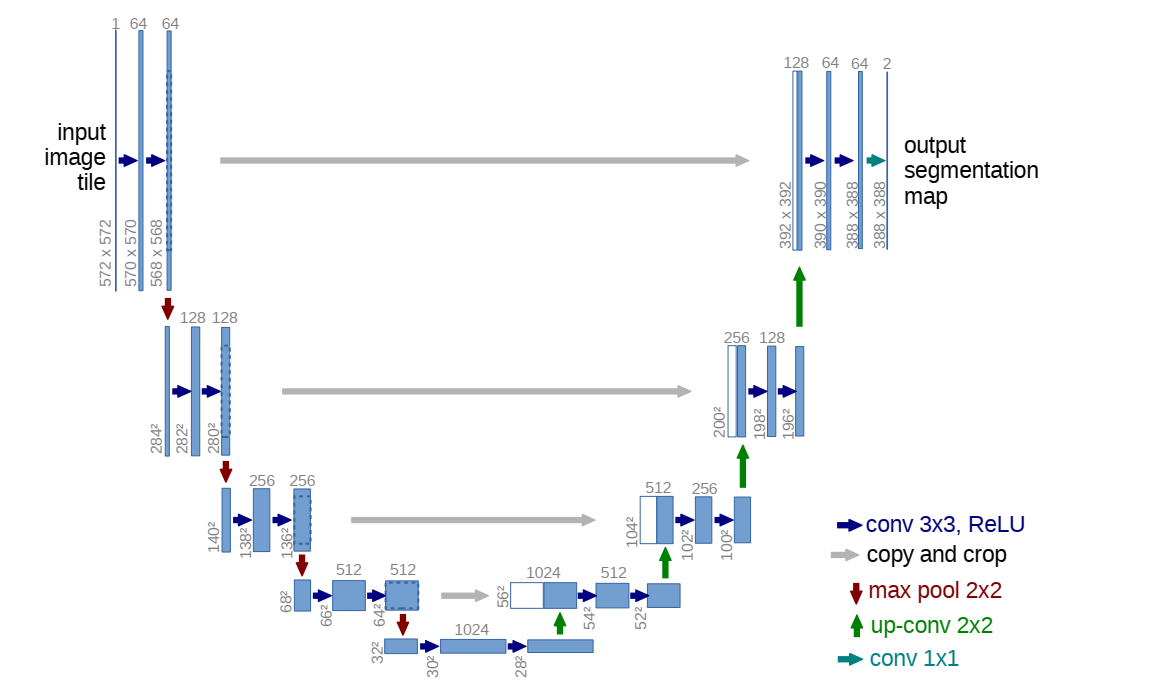 1 64 64
128 64 64 2
input
image
tile
output
segmentation
map
572 x 572
570 x 570
568 x 568
392 x 392
390 x 390
388 x 388
388 x 388
128 128
256 128
284²
282²
280²
200²
198²
196²
256 256
512 256
140²
138²
136²
104²
102²
100²
512 512
1024 512
68²
66²
64²
56²
54²
52²
1024
32²
30²
28²
conv 3x3, ReLU
copy and crop
max pool 2x2
up-conv 2x2
conv 1x1